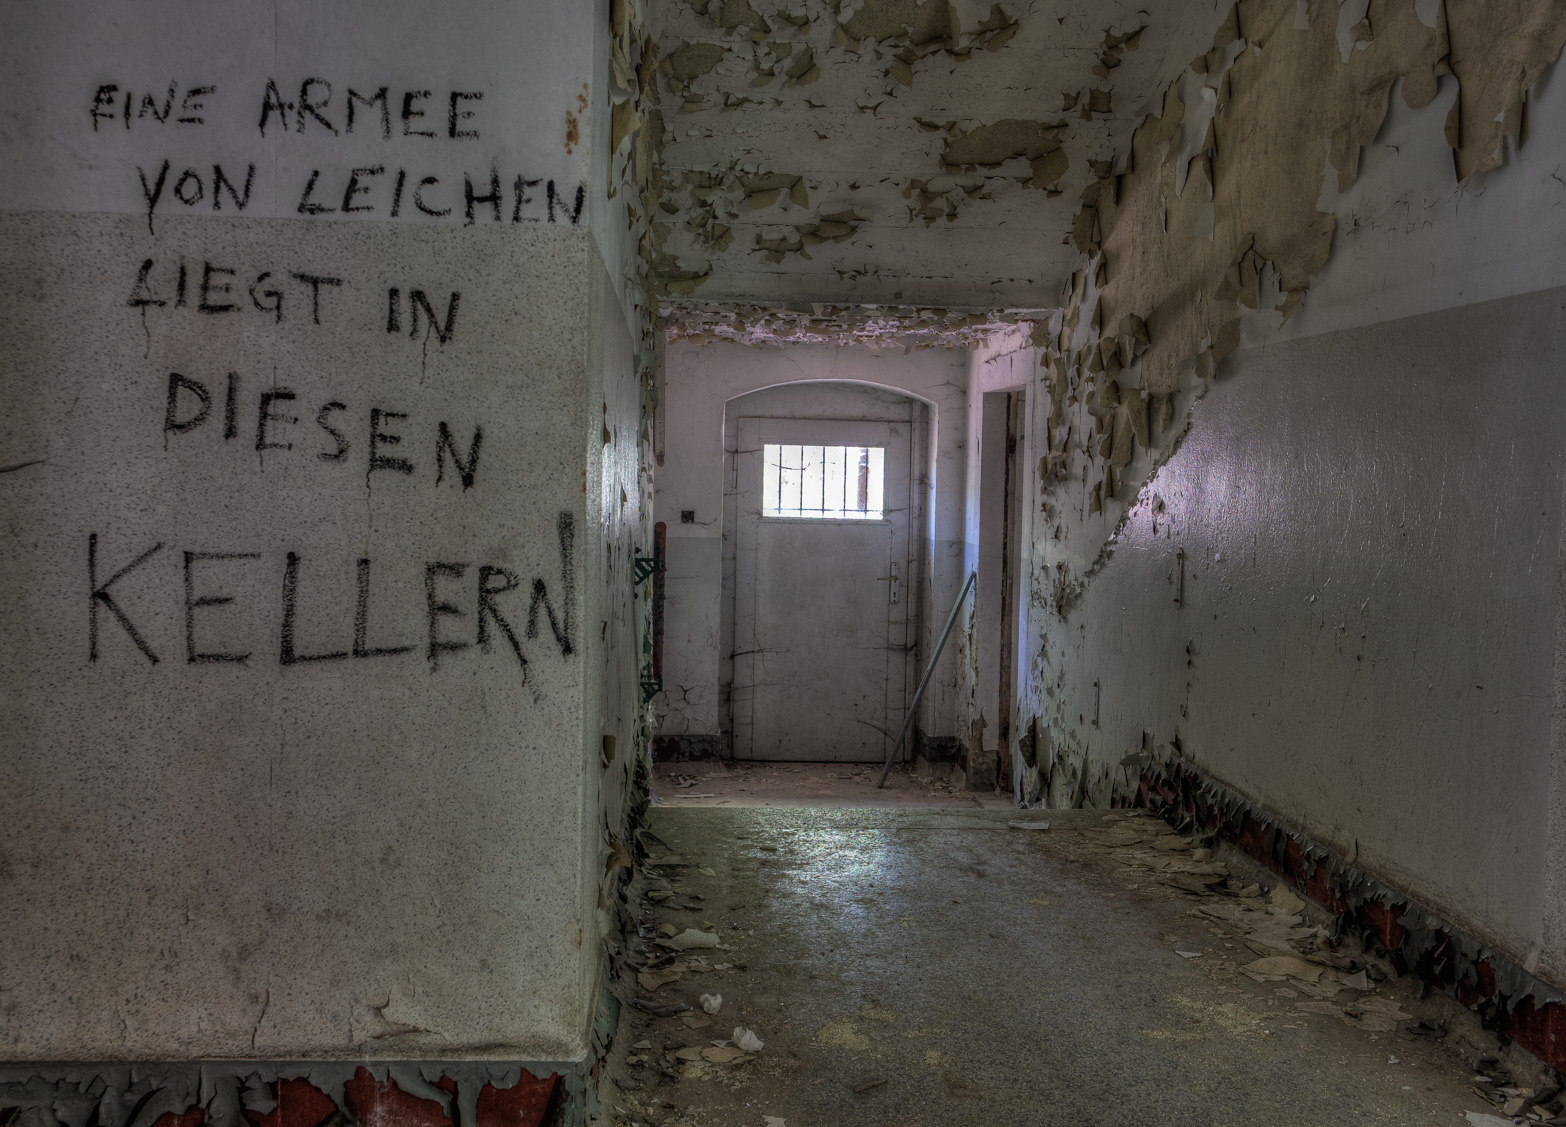 EINE ARMEE
VON LEICHEN
LIEGT IN
DIESEN
KELLERN!